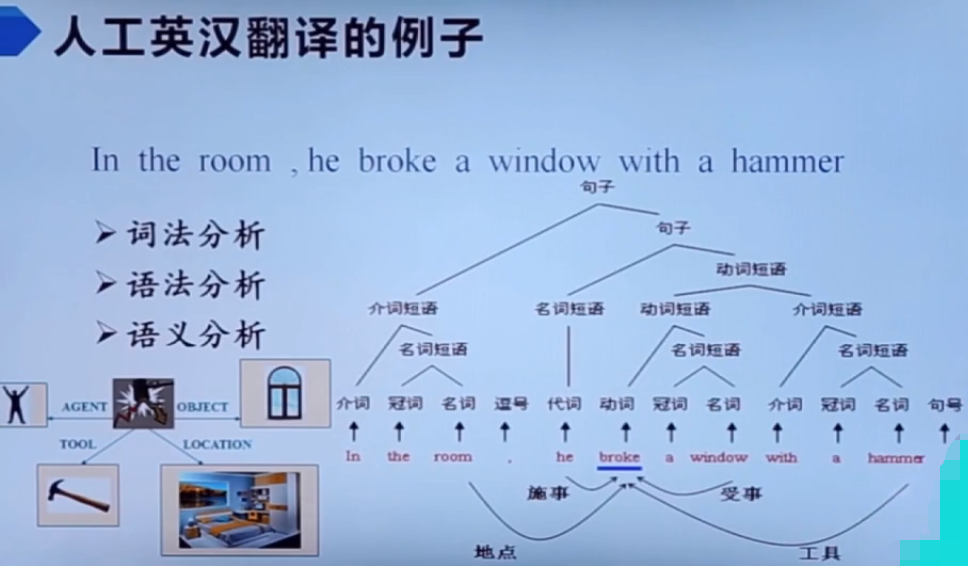 人工英汉翻译的例子
In the room , he broke a window with a hammer
词法分析
语法分析
语义分析
句子
句子
动词短语
介词短语 名词短语 动词短语 介词短语
名词短语 名词短语 名词短语
介词 冠词 名词 逗号 代词 动词 冠词 名词 介词 冠词 名词 句号
In the room , he broke a window with a hammer
施事 受事
地点 工具
AGENT OBJECT
TOOL LOCATION